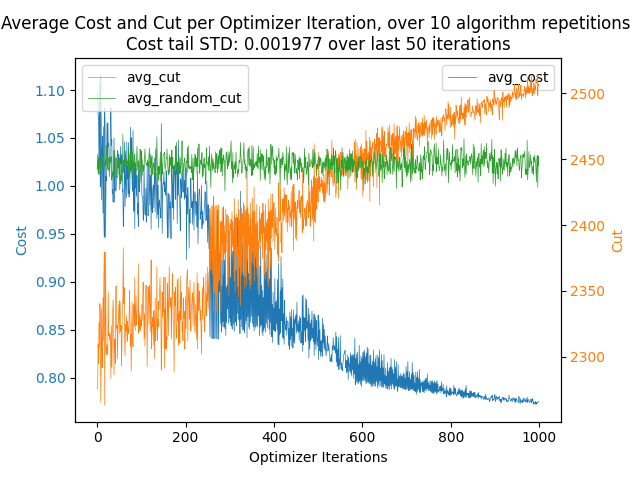 Average Cost and Cut per Optimizer Iteration, over 10 algorithm repetitions
Cost tail STD: 0.001977 over last 50 iterations
avg_cut
avg_random_cut
avg_cost
1.10
1.05
1.00
0.95
0.90
0.85
0.80
Cost
2500
2450
2400
2350
2300
Cut
0
200
400
600
800
1000
Optimizer Iterations